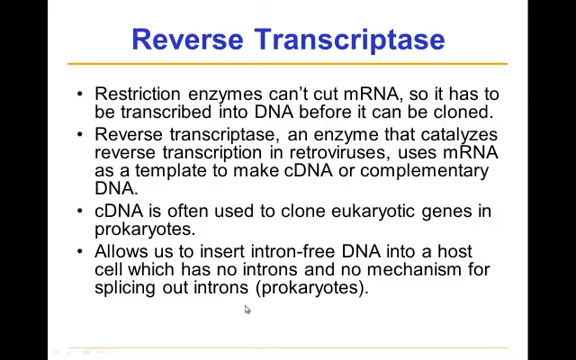 Reverse Transcriptase
• Restriction enzymes can't cut mRNA, so it has to
be transcribed into DNA before it can be cloned.
• Reverse transcriptase, an enzyme that catalyzes
reverse transcription in retroviruses, uses mRNA
as a template to make cDNA or complementary
DNA.
• cDNA is often used to clone eukaryotic genes in
prokaryotes.
• Allows us to insert intron-free DNA into a host
cell which has no introns and no mechanism for
splicing out introns (prokaryotes).